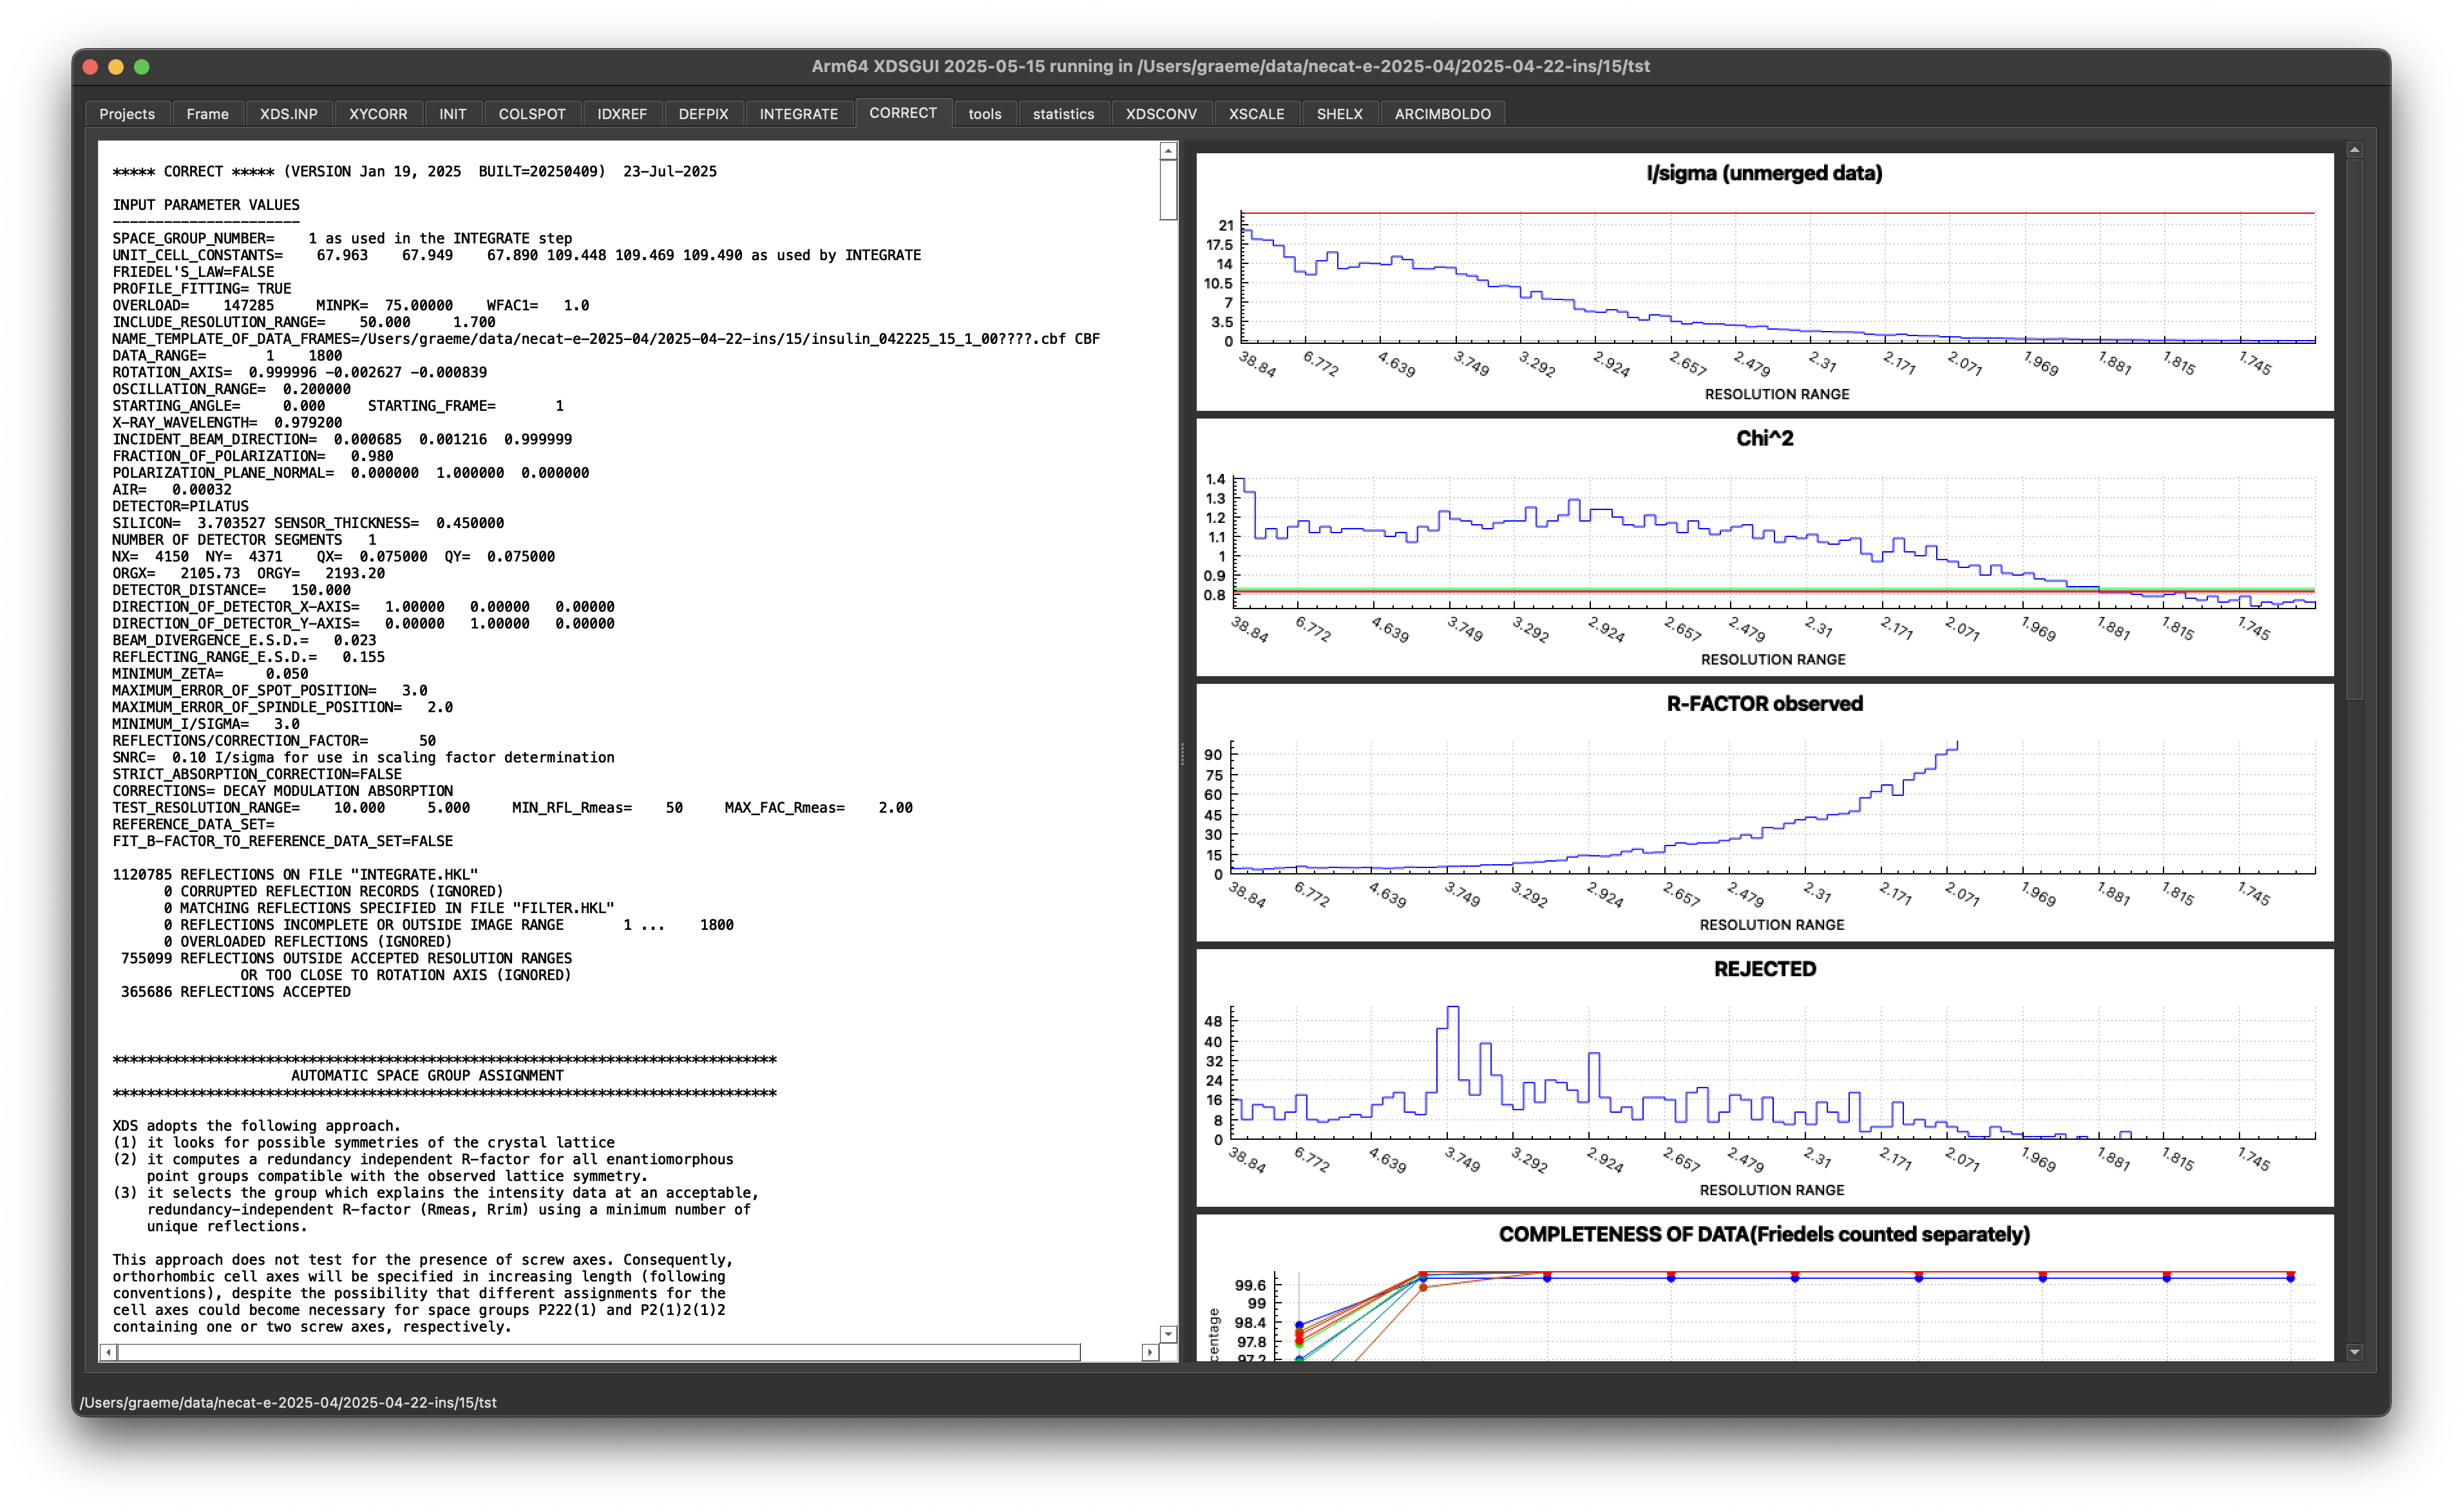 Arm64 XDSGUI 2025-05-15 running in /Users/graeme/data/necat-e-2025-04/2025-04-22-ins/15/tst
Projects Frame XDS.INP XYCORR INIT COLSPOT IDXREF DEFPIX INTEGRATE CORRECT tools statistics XDSCONV XSCALE SHELX ARCIMBOLDO
***** CORRECT ***** (VERSION Jan 19, 2025  BUILT=20250409)  23-Jul-2025
INPUT PARAMETER VALUES
----------------------
SPACE_GROUP_NUMBER=    1 as used in the INTEGRATE step
UNIT_CELL_CONSTANTS=    67.963    67.949    67.890 109.448 109.469 109.490 as used by INTEGRATE
FRIEDEL'S_LAW=FALSE
PROFILE_FITTING= TRUE
OVERLOAD=    147285     MINPK=  75.00000    WFAC1=   1.0
INCLUDE_RESOLUTION_RANGE=    50.000     1.700
NAME_TEMPLATE_OF_DATA_FRAMES=/Users/graeme/data/necat-e-2025-04/2025-04-22-ins/15/insulin_042225_15_1_00????.cbf CBF
DATA_RANGE=       1    1800
ROTATION_AXIS=  0.999996 -0.002627 -0.000839
OSCILLATION_RANGE=  0.200000
STARTING_ANGLE=     0.000     STARTING_FRAME=       1
X-RAY_WAVELENGTH=  0.979200
INCIDENT_BEAM_DIRECTION=  0.000685  0.001216  0.999999
FRACTION_OF_POLARIZATION=   0.980
POLARIZATION_PLANE_NORMAL=  0.000000  1.000000  0.000000
AIR=   0.00032
DETECTOR=PILATUS
SILICON=  3.703527 SENSOR_THICKNESS=  0.450000
NUMBER OF DETECTOR SEGMENTS   1
NX=  4150  NY=  4371    QX=  0.075000  QY=  0.075000
ORGX=   2105.73  ORGY=   2193.20
DETECTOR_DISTANCE=   150.000
DIRECTION_OF_DETECTOR_X-AXIS=   1.00000   0.00000   0.00000
DIRECTION_OF_DETECTOR_Y-AXIS=   0.00000   1.00000   0.00000
BEAM_DIVERGENCE_E.S.D.=   0.023
REFLECTING_RANGE_E.S.D.=   0.155
MINIMUM_ZETA=     0.050
MAXIMUM_ERROR_OF_SPOT_POSITION=   3.0
MAXIMUM_ERROR_OF_SPINDLE_POSITION=   2.0
MINIMUM_I/SIGMA=   3.0
REFLECTIONS/CORRECTION_FACTOR=      50
SNRC=  0.10 I/sigma for use in scaling factor determination
STRICT_ABSORPTION_CORRECTION=FALSE
CORRECTIONS= DECAY MODULATION ABSORPTION
TEST_RESOLUTION_RANGE=    10.000     5.000     MIN_RFL_Rmeas=    50     MAX_FAC_Rmeas=    2.00
REFERENCE_DATA_SET=
FIT_B-FACTOR_TO_REFERENCE_DATA_SET=FALSE
1120785 REFLECTIONS ON FILE "INTEGRATE.HKL"
0 CORRUPTED REFLECTION RECORDS (IGNORED)
0 MATCHING REFLECTIONS SPECIFIED IN FILE "FILTER.HKL"
0 REFLECTIONS INCOMPLETE OR OUTSIDE IMAGE RANGE       1 ...    1800
0 OVERLOADED REFLECTIONS (IGNORED)
755099 REFLECTIONS OUTSIDE ACCEPTED RESOLUTION RANGES
OR TOO CLOSE TO ROTATION AXIS (IGNORED)
365686 REFLECTIONS ACCEPTED
******************************************************************************
AUTOMATIC SPACE GROUP ASSIGNMENT
******************************************************************************
XDS adopts the following approach.
(1) it looks for possible symmetries of the crystal lattice
(2) it computes a redundancy independent R-factor for all enantiomorphous
point groups compatible with the observed lattice symmetry.
(3) it selects the group which explains the intensity data at an acceptable,
redundancy-independent R-factor (Rmeas, Rrim) using a minimum number of
unique reflections.
This approach does not test for the presence of screw axes. Consequently,
orthorhombic cell axes will be specified in increasing length (following
conventions), despite the possibility that different assignments for the
cell axes could become necessary for space groups P222(1) and P2(1)2(1)2
containing one or two screw axes, respectively.
I/sigma (unmerged data)
21
17.5
14
10.5
7
3.5
0
38.84 6.772 4.639 3.749 3.292 2.924 2.657 2.479 2.31 2.171 2.071 1.969 1.881 1.815 1.745
RESOLUTION RANGE
Chi^2
1.4
1.3
1.2
1.1
1
0.9
0.8
38.84 6.772 4.639 3.749 3.292 2.924 2.657 2.479 2.31 2.171 2.071 1.969 1.881 1.815 1.745
RESOLUTION RANGE
R-FACTOR observed
90
75
60
45
30
15
0
38.84 6.772 4.639 3.749 3.292 2.924 2.657 2.479 2.31 2.171 2.071 1.969 1.881 1.815 1.745
RESOLUTION RANGE
REJECTED
48
40
32
24
16
8
0
38.84 6.772 4.639 3.749 3.292 2.924 2.657 2.479 2.31 2.171 2.071 1.969 1.881 1.815 1.745
RESOLUTION RANGE
COMPLETENESS OF DATA(Friedels counted separately)
99.6
99
98.4
97.8
97.2
centage
/Users/graeme/data/necat-e-2025-04/2025-04-22-ins/15/tst